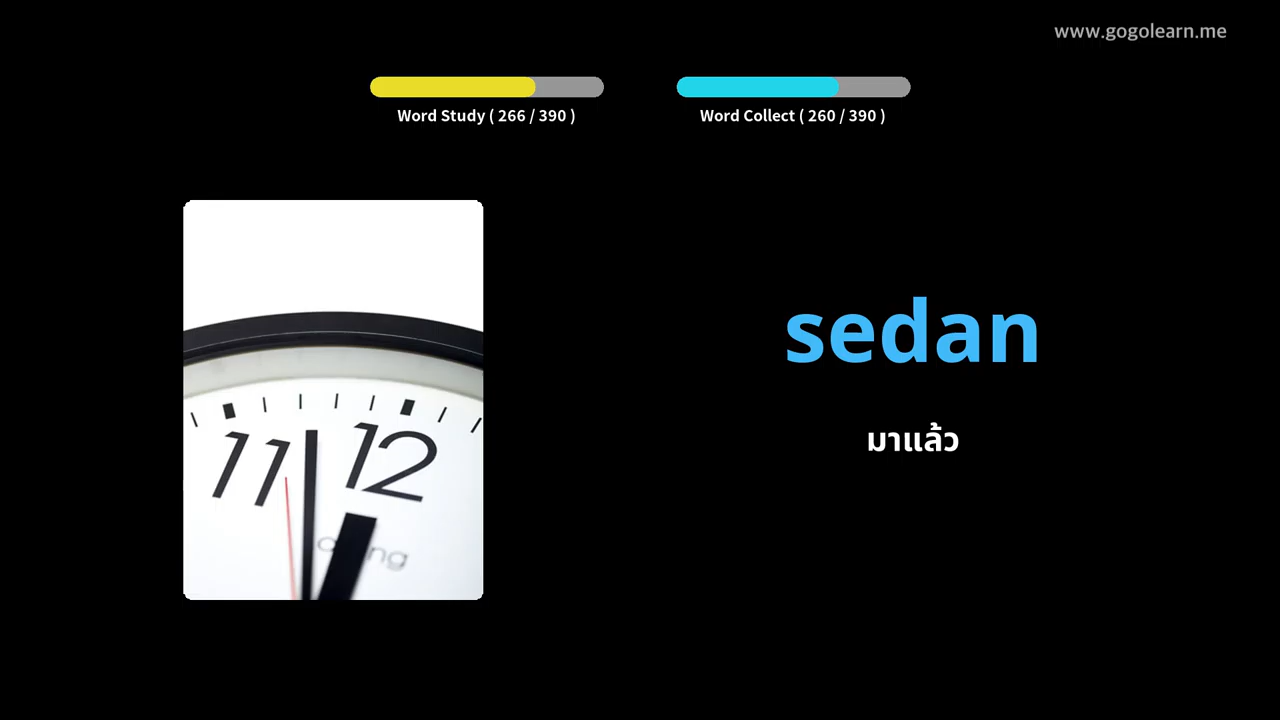 www.gogolearn.me
Word Study ( 266 / 390 )
Word Collect ( 260 / 390 )
11
12
sedan
มาแล้ว